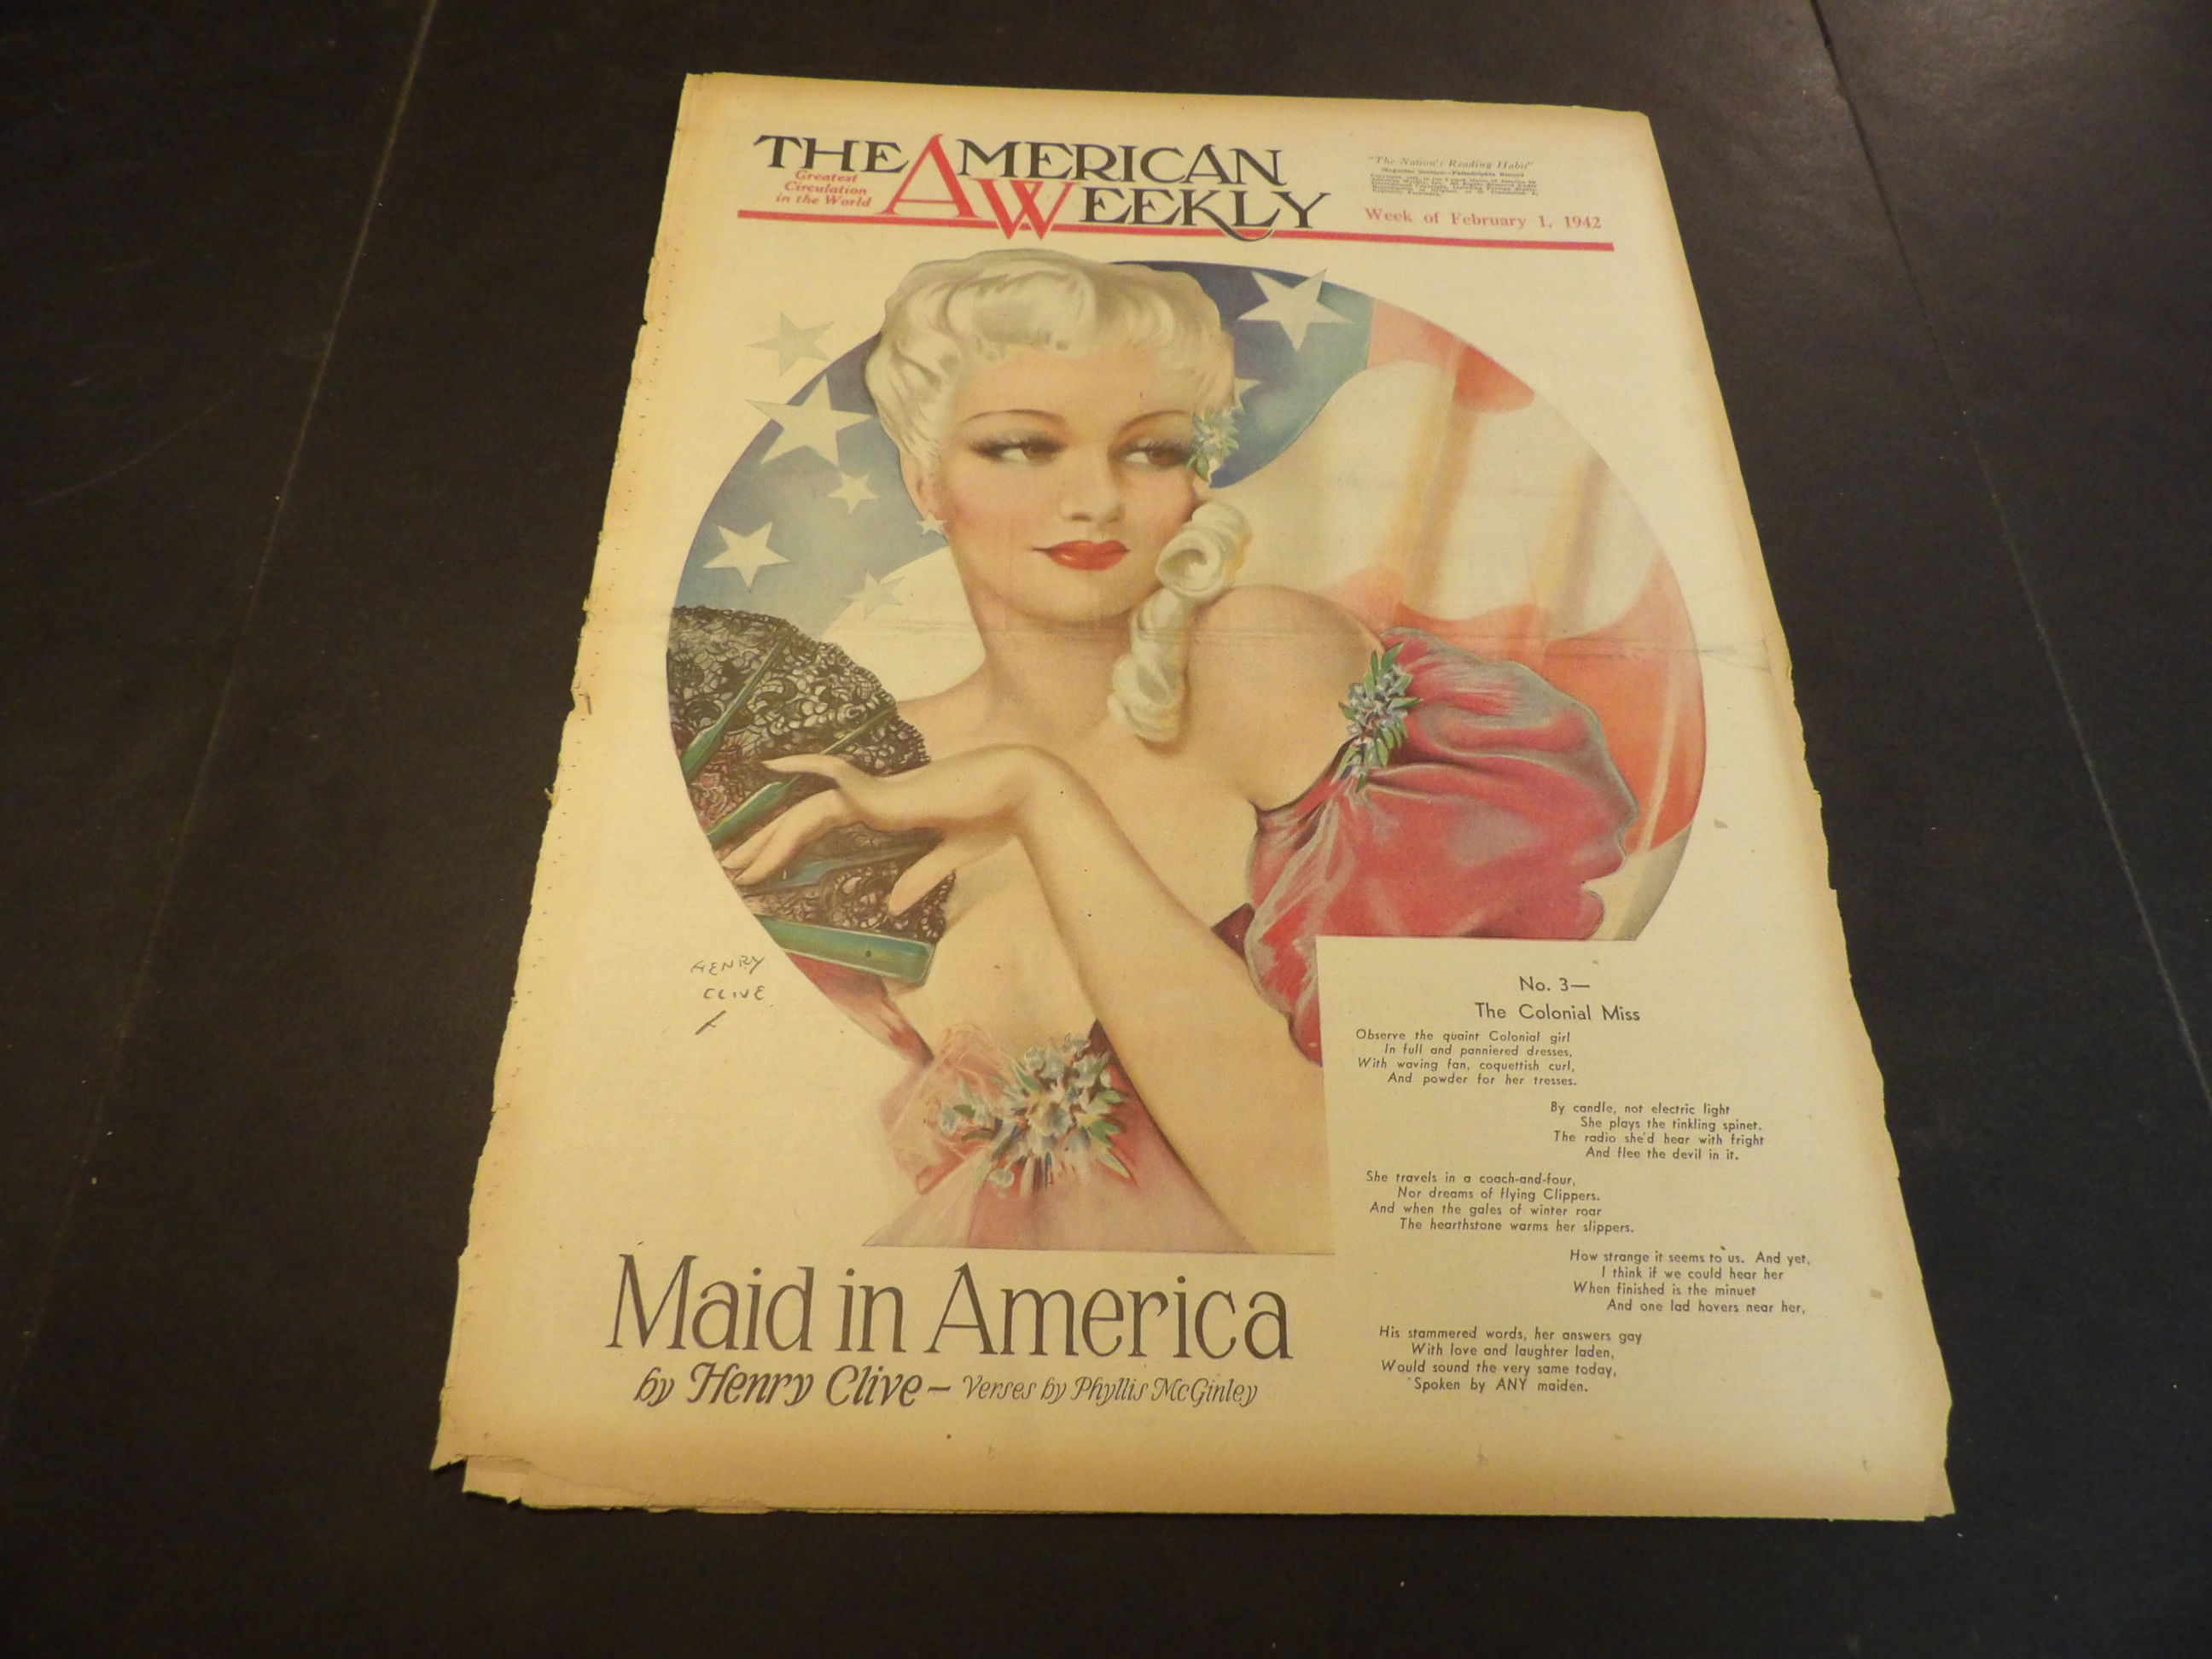 THE AMERICAN
WEEKLY
Greatest
Circulation
in the World
"The Nation's Reading Habit"
Magazine Section—Philadelphia Record
Week of February 1, 1942
HENRY
CLIVE
No. 3—
The Colonial Miss
Observe the quaint Colonial girl
In full and panniered dresses,
With waving fan, coquettish curl,
And powder for her tresses.
By candle, not electric light
She plays the tinkling spinet.
The radio she'd hear with fright
And flee the devil in it.
She travels in a coach-and-four,
Nor dreams of flying Clippers.
And when the gales of winter roar
The hearthstone warms her slippers.
How strange it seems to us. And yet,
I think if we could hear her
When finished is the minuet
And one lad hovers near her,
His stammered words, her answers gay
With love and laughter laden,
Would sound the very same today,
Spoken by ANY maiden.
Maid in America
by Henry Clive — Verses by Phyllis McGinley